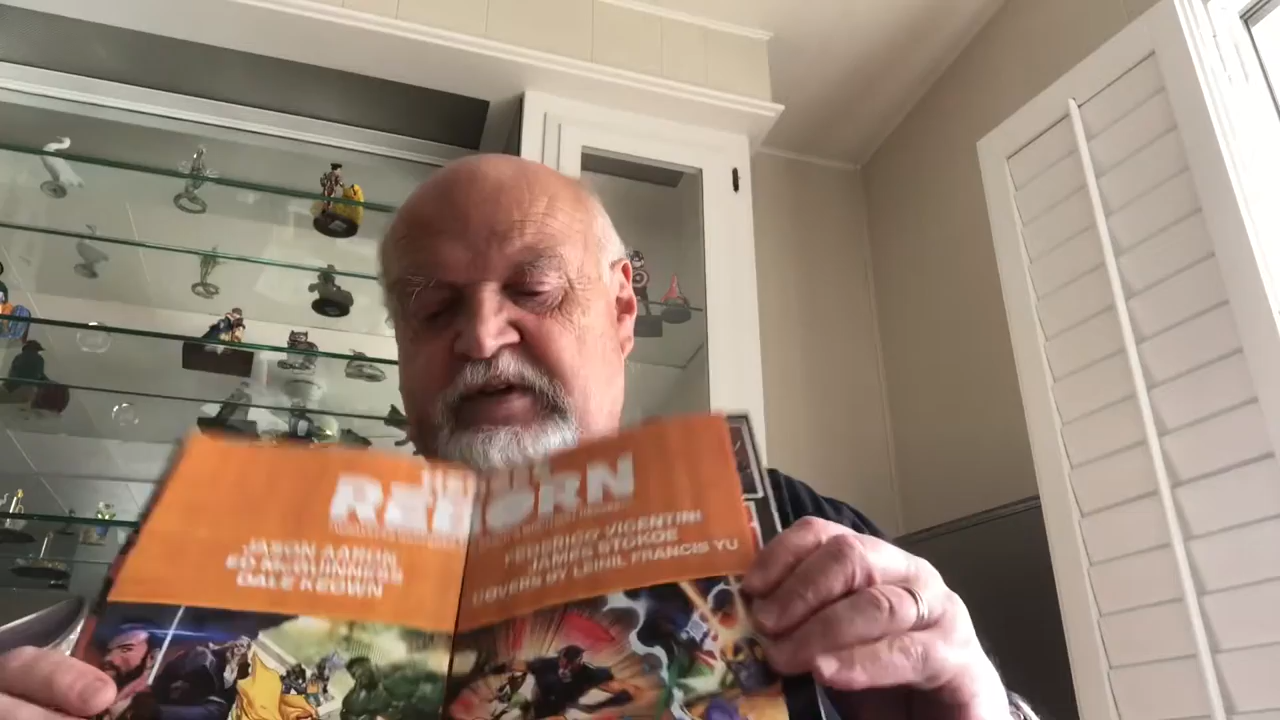 REBORN
JASON AARON
ED McGUINNESS
DALE KEOWN
FEDERICO VICENTINI
JAMES STOKOE
COVERS BY LEINIL FRANCIS YU